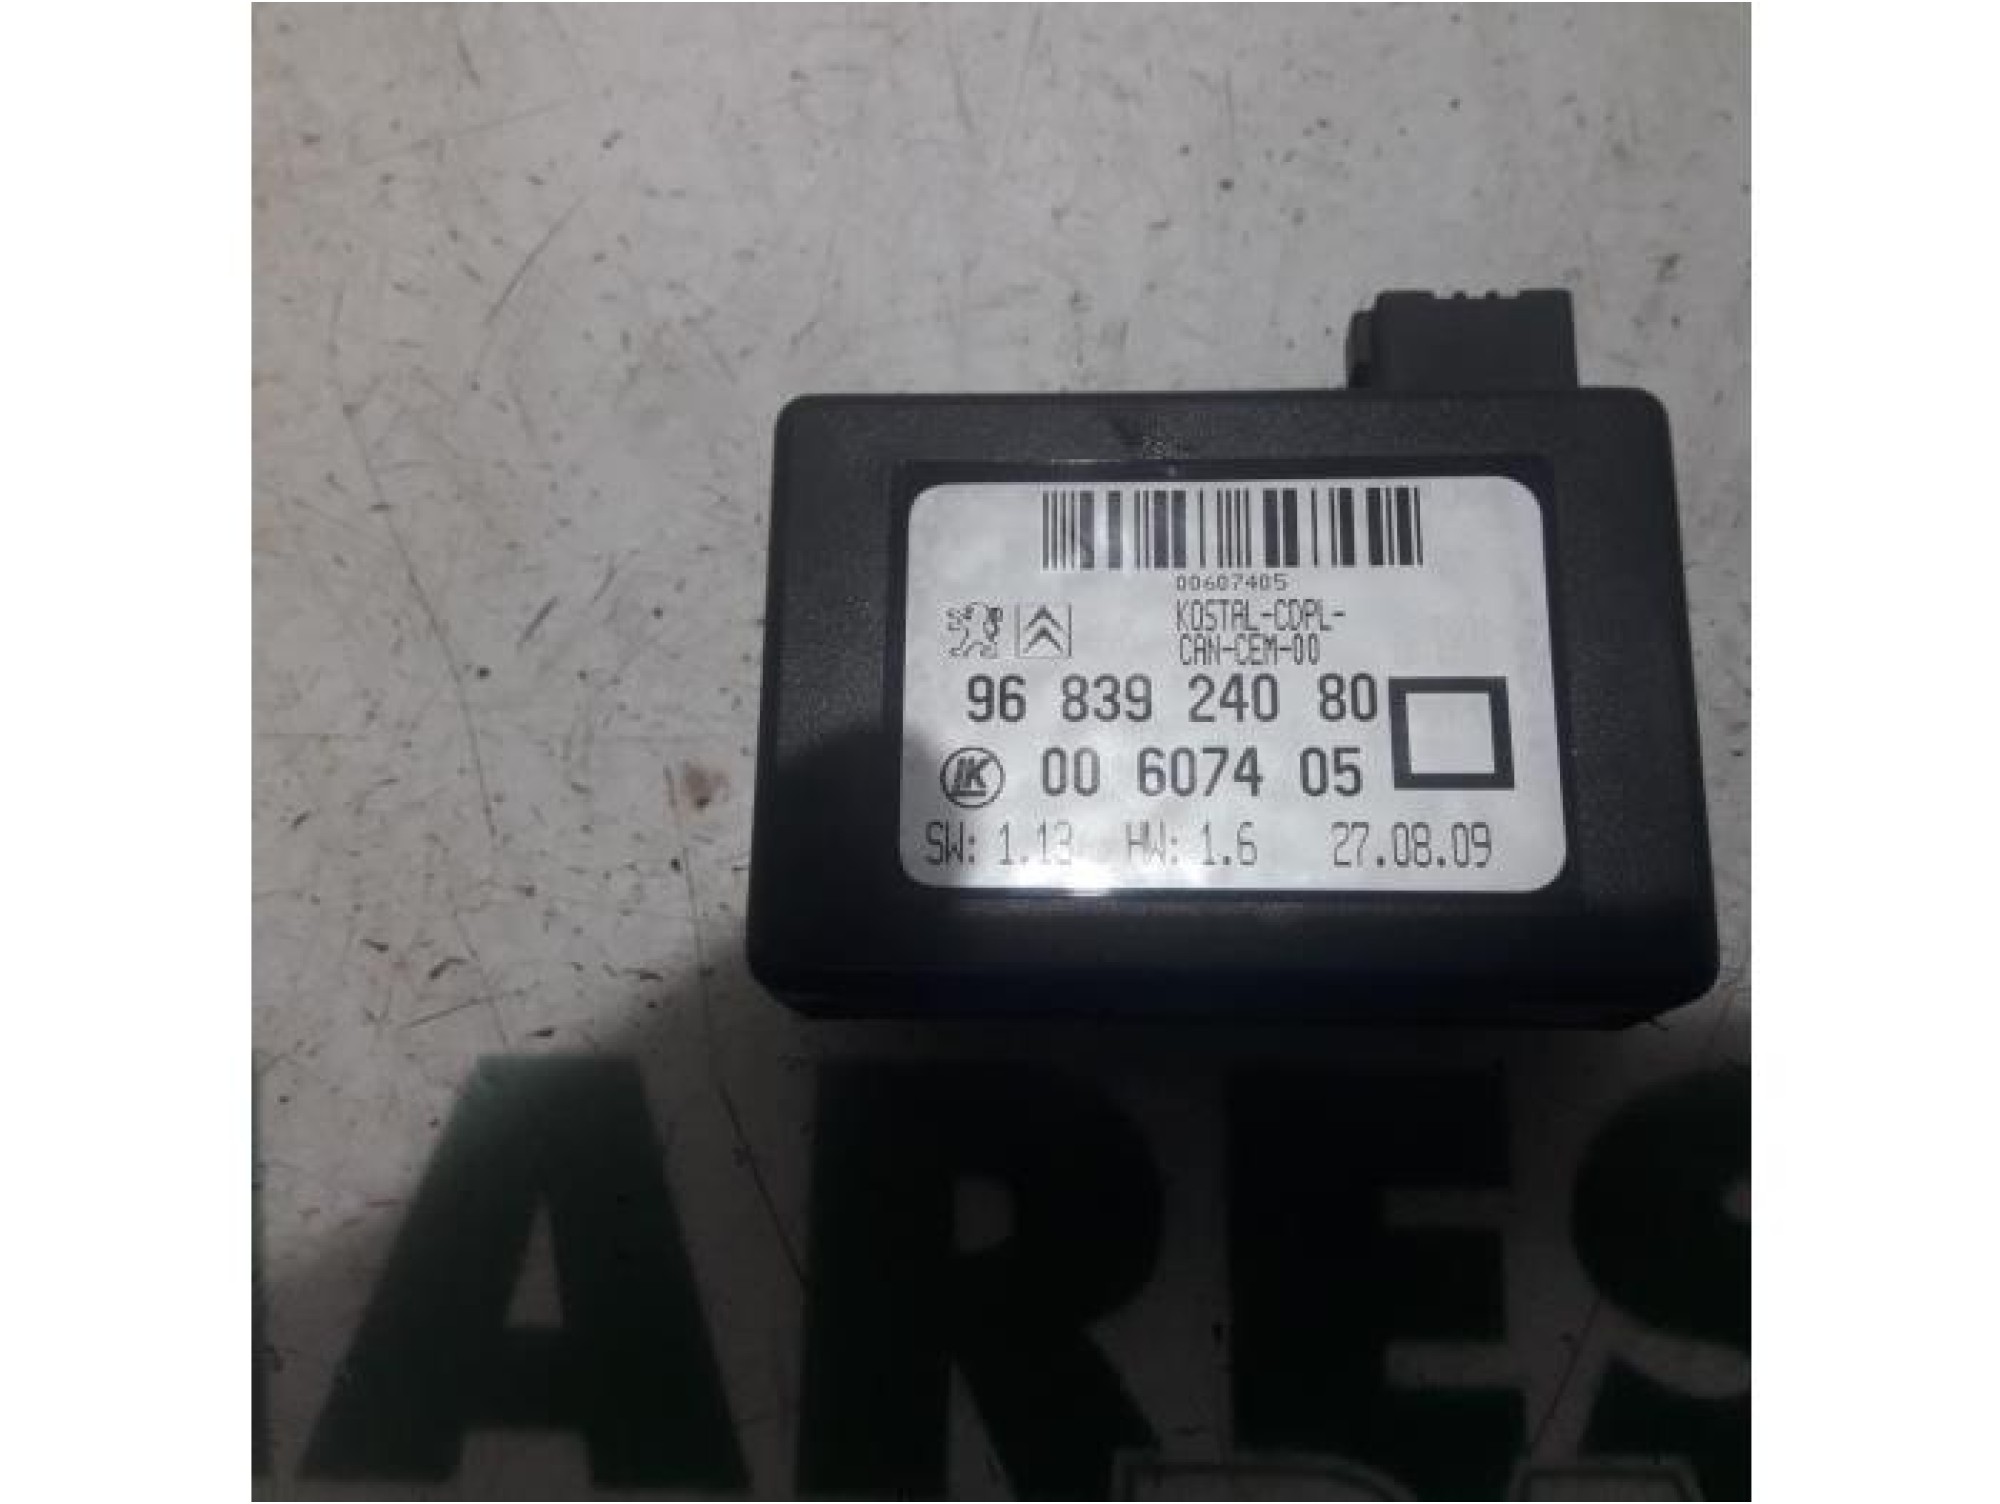 00607405
KOSTAL-CDPL-
CAN-CEM-00
96 839 240 80
JK 00 6074 05
SW: 1.13 HW: 1.6 27.08.09
ARES